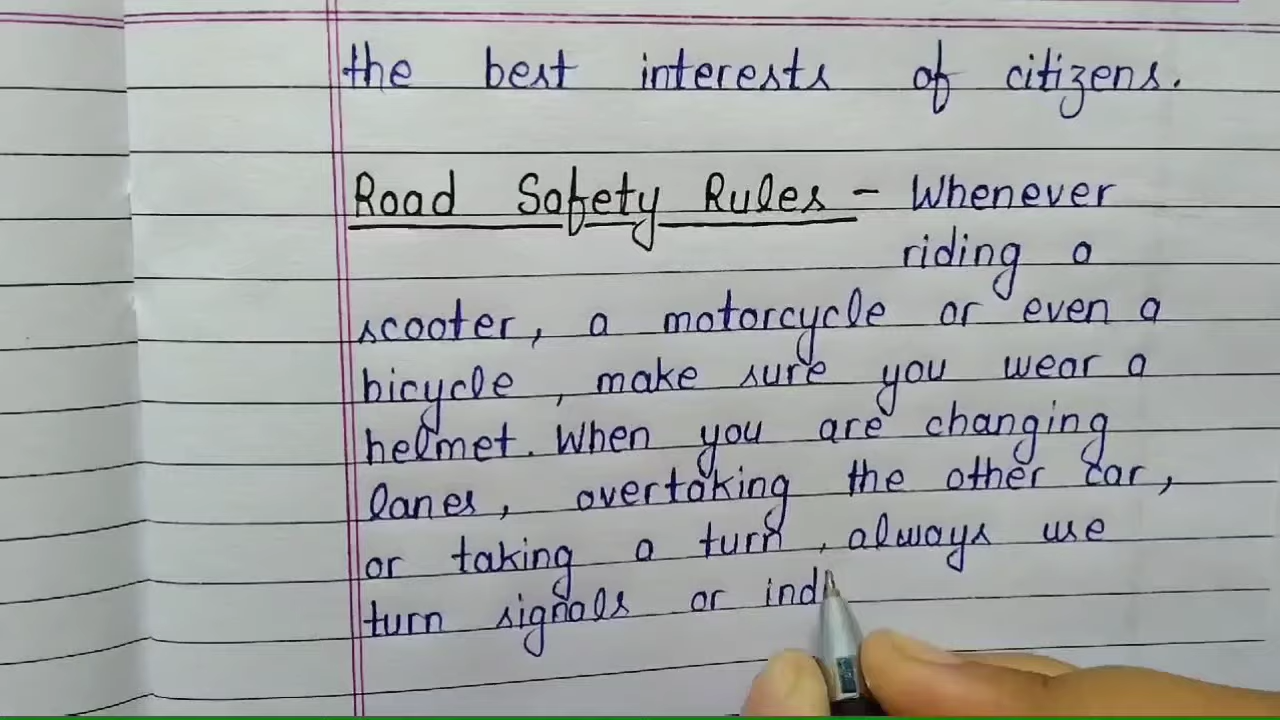 the best interests of citizens.
Road Safety Rules - Whenever
riding a
scooter, a motorcycle or even a
bicycle, make sure you wear a
helmet. When you are changing
lanes, overtaking the other car,
or taking a turn, always use
turn signals or ind